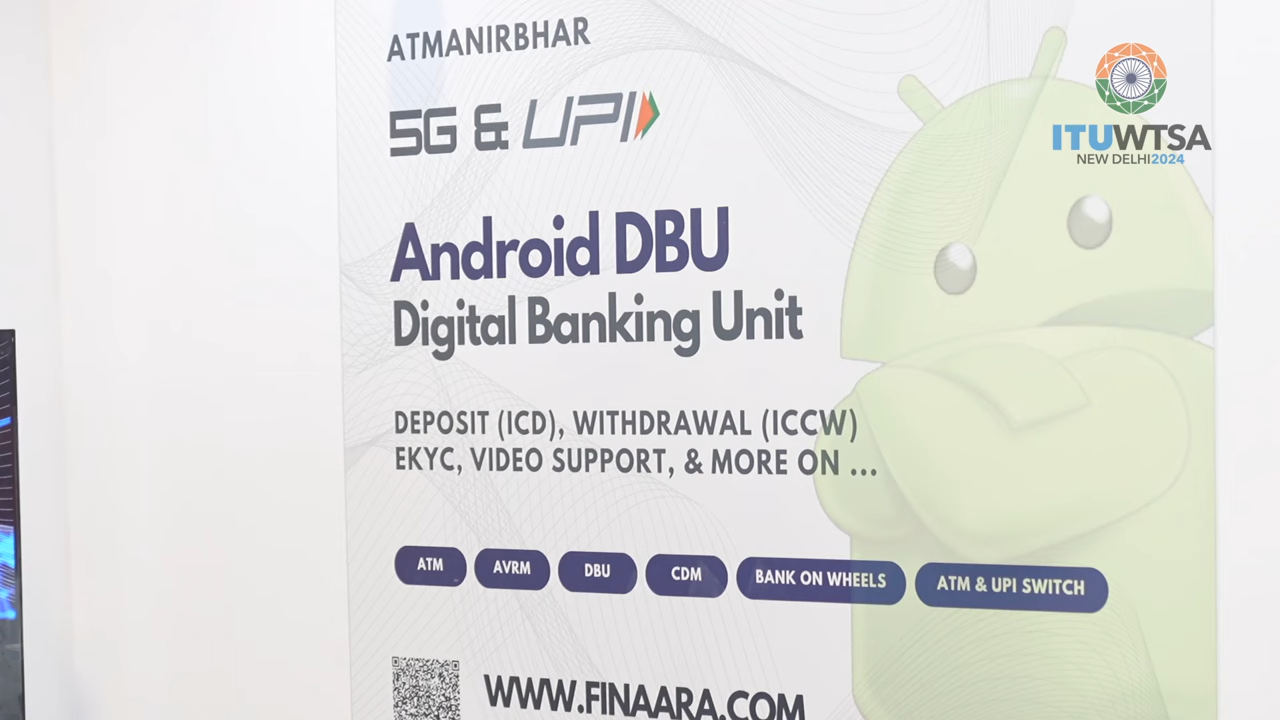 ATMANIRBHAR
5G & UPI
Android DBU
Digital Banking Unit
DEPOSIT (ICD), WITHDRAWAL (ICCW)
EKYC, VIDEO SUPPORT, & MORE ON ...
ATM AVRM DBU CDM BANK ON WHEELS ATM & UPI SWITCH
WWW.FINAARA.COM
ITUWTSA
NEW DELHI2024